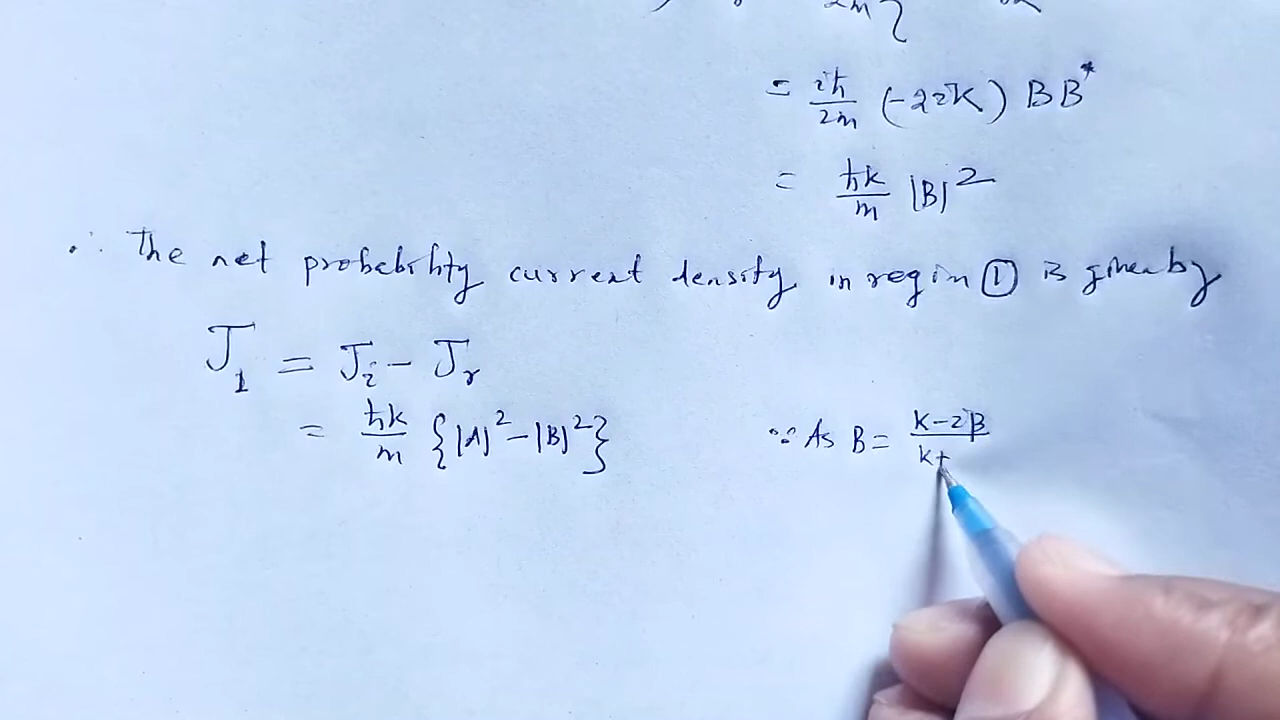 = iħ/2m (-2iK) BB*
= ħk/m |B|²
∴ The net probability current density in regin ① is given by
J₁ = Jᵢ - Jᵣ
= ħk/m {|A|² - |B|²}
∵ As B = K-iβ/K+